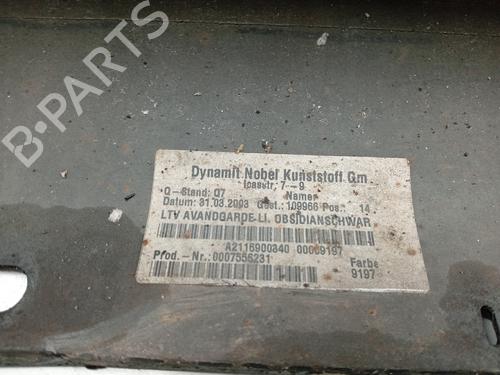 B-Parts
Dynamit Nobel Kunststoff Gm
Icasstr. 7--9
Q-Stand: Q7 Name:
Datum: 31.03.2003 Gest.: 109966 Pos.: 14
LTV AVANDGARDE LI. OBSIDIANSCHWAR
A2116900340 00009197
Prod.-Nr.:0007556231 Farbe
9197